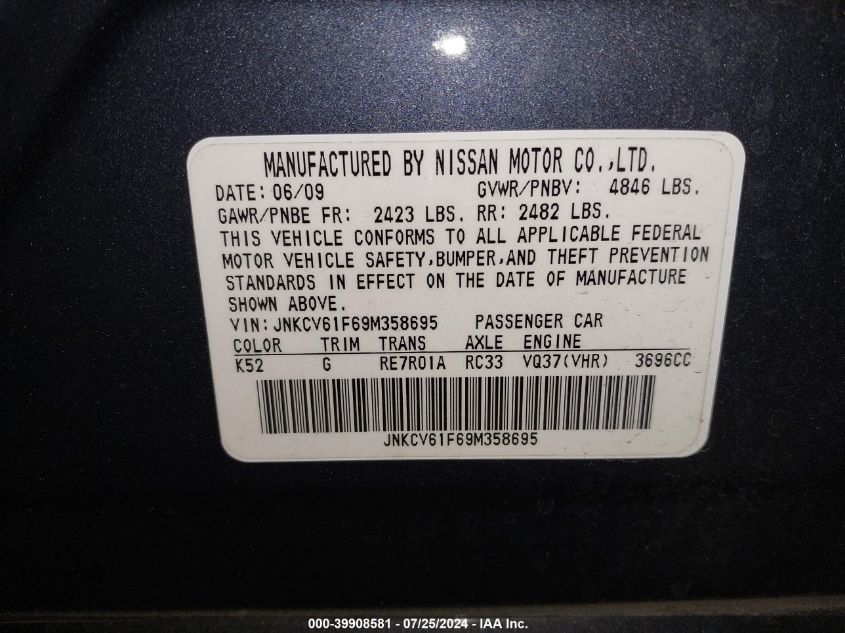 MANUFACTURED BY NISSAN MOTOR CO.,LTD.
DATE: 06/09 GVWR/PNBV: 4846 LBS.
GAWR/PNBE FR: 2423 LBS. RR: 2482 LBS.
THIS VEHICLE CONFORMS TO ALL APPLICABLE FEDERAL
MOTOR VEHICLE SAFETY,BUMPER,AND THEFT PREVENTION
STANDARDS IN EFFECT ON THE DATE OF MANUFACTURE
SHOWN ABOVE.
VIN:JNKCV61F69M358695 PASSENGER CAR
COLOR TRIM TRANS AXLE ENGINE
K52 G RE7R01A RC33 VQ37(VHR) 3696CC
JNKCV61F69M358695
000-39908581 - 07/25/2024 - IAA Inc.